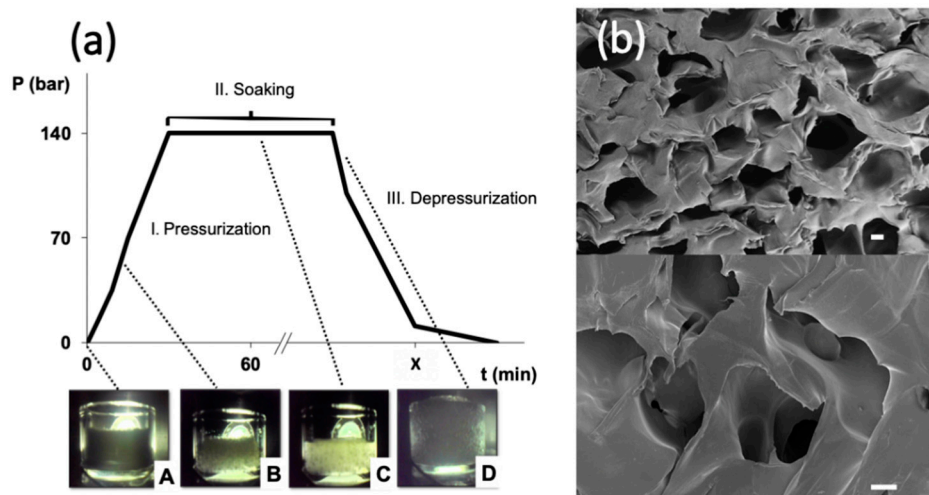 (a)
(b)
P (bar)
II. Soaking
140
III. Depressurization
I. Pressurization
70
0
0
60
X
t (min)
A
B
C
D